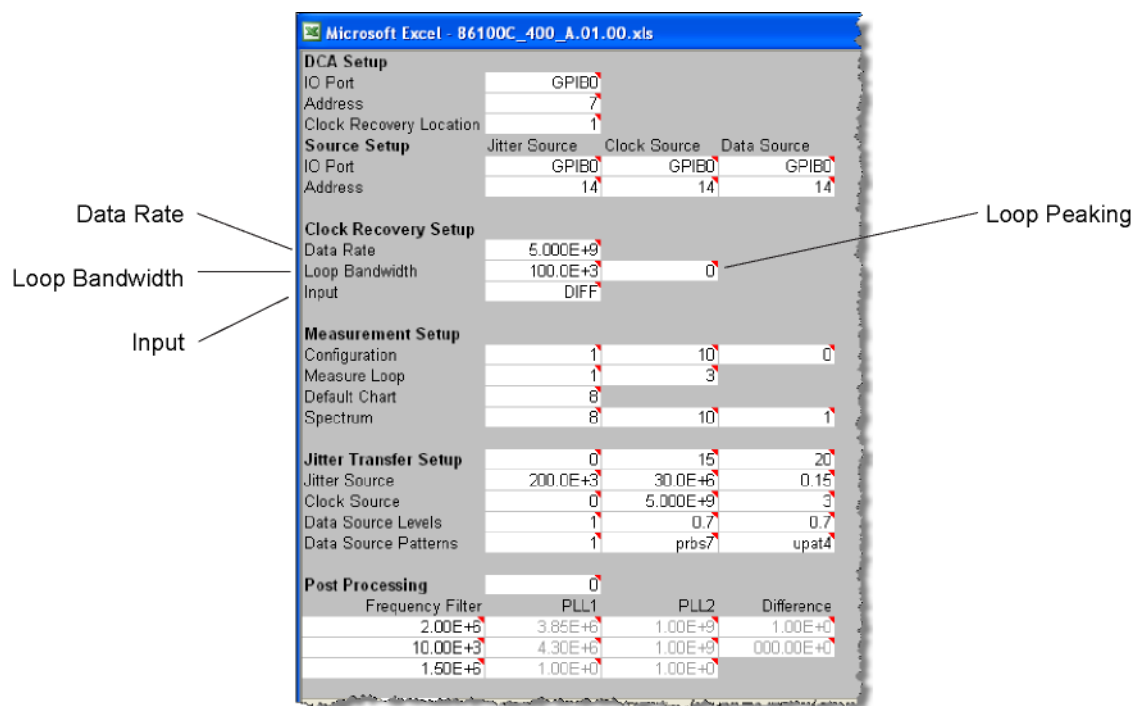 Microsoft Excel - 86100C_400_A.01.00.xls
DCA Setup
IO Port GPIB0
Address 7
Clock Recovery Location 1
Source Setup Jitter Source Clock Source Data Source
IO Port GPIB0 GPIB0 GPIB0
Address 14 14 14
Clock Recovery Setup
Data Rate Data Rate 5.000E+9
Loop Bandwidth Loop Bandwidth 100.0E+3 0 Loop Peaking
Input Input DIFF
Measurement Setup
Configuration 1 10 0
Measure Loop 1 3
Default Chart 8
Spectrum 8 10 1
Jitter Transfer Setup 0 15 20
Jitter Source 200.0E+3 30.0E+6 0.15
Clock Source 0 5.000E+9 3
Data Source Levels 1 0.7 0.7
Data Source Patterns 1 prbs7 upat4
Post Processing 0
Frequency Filter PLL1 PLL2 Difference
2.00E+6 3.85E+6 1.00E+9 1.00E+0
10.00E+3 4.30E+6 1.00E+9 000.00E+0
1.50E+6 1.00E+0 1.00E+0